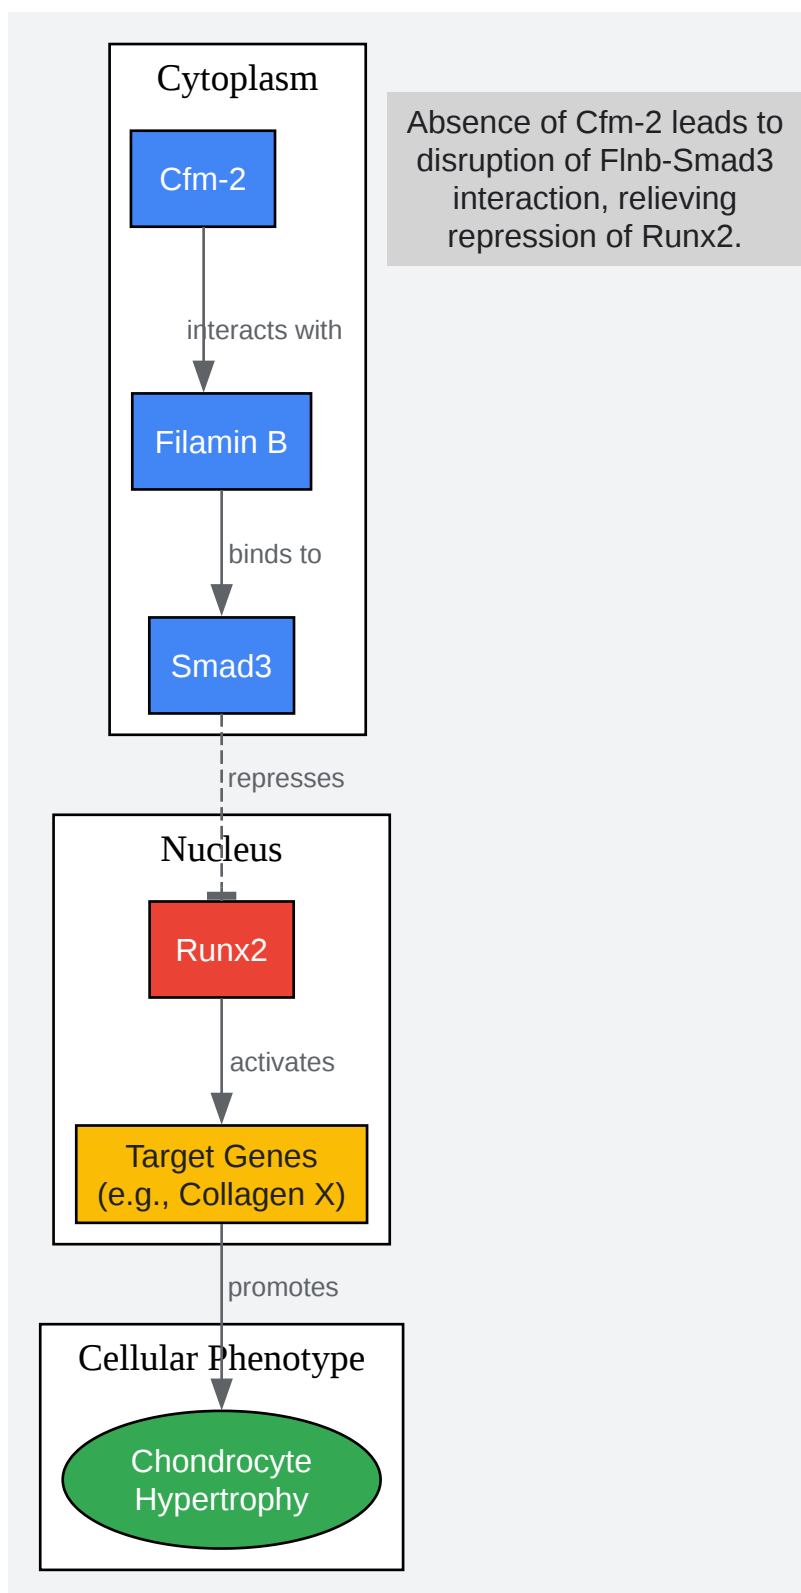 Cytoplasm
Cfm-2
Absence of Cfm-2 leads to
disruption of Flnb-Smad3
interaction, relieving
repression of Runx2.
interacts with
Filamin B
binds to
Smad3
represses
Nucleus
Runx2
activates
Target Genes
(e.g., Collagen X)
promotes
Cellular Phenotype
Chondrocyte
Hypertrophy